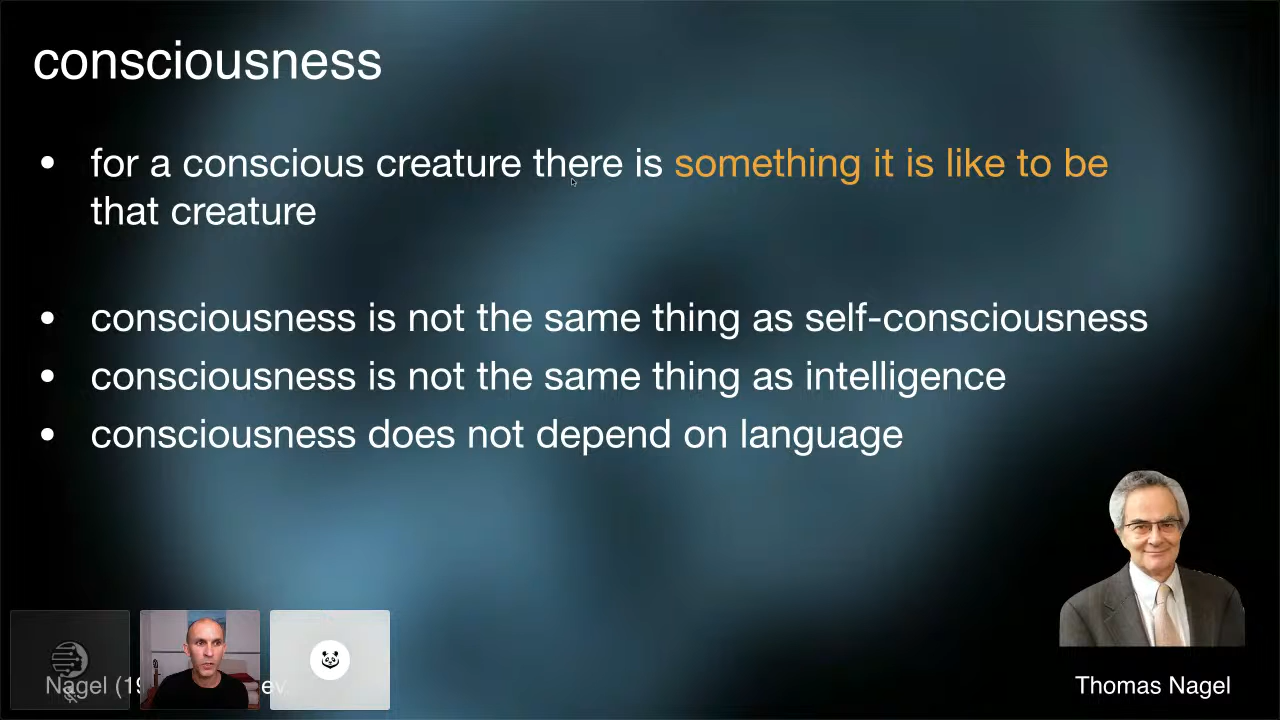 consciousness
• for a conscious creature there is something it is like to be
that creature
• consciousness is not the same thing as self-consciousness
• consciousness is not the same thing as intelligence
• consciousness does not depend on language
Nagel
Thomas Nagel